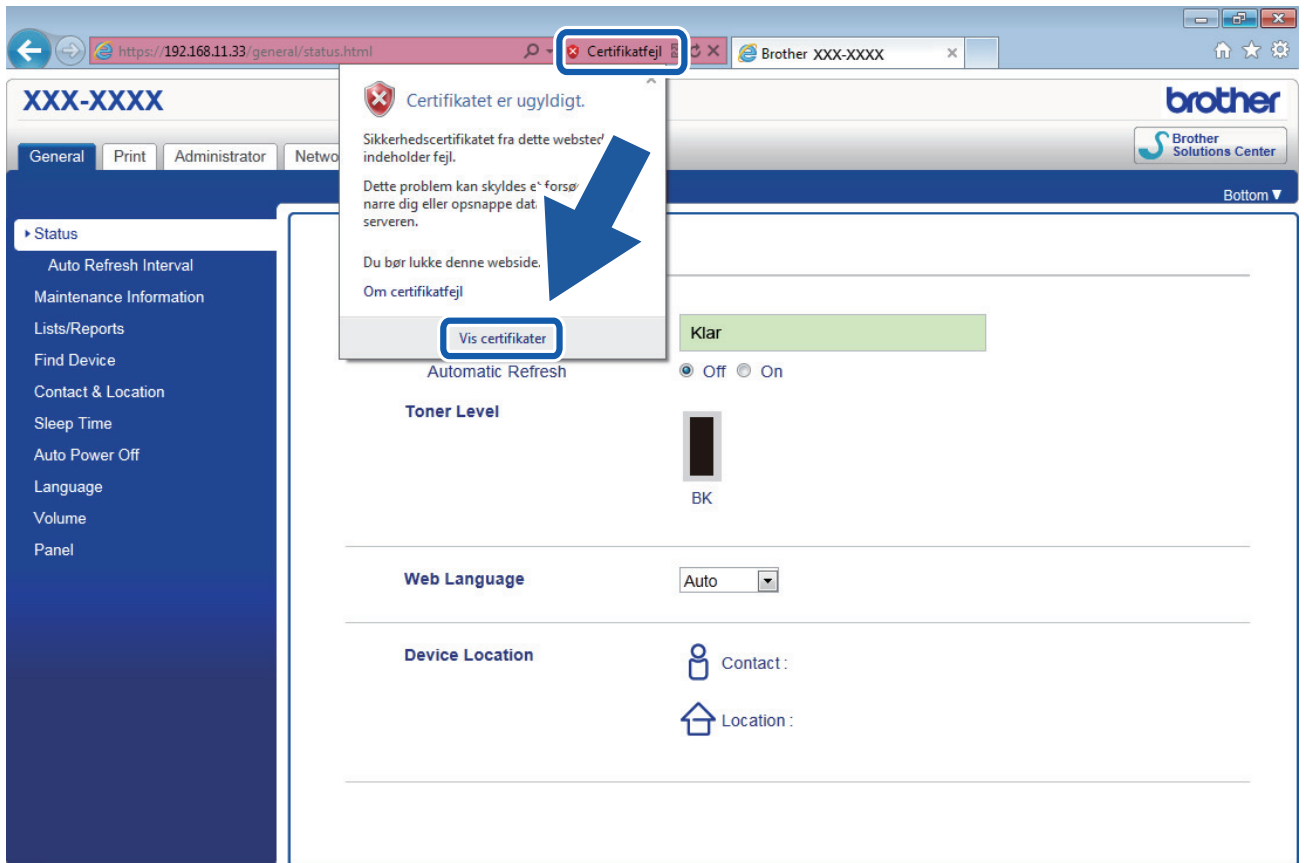 https://192.168.11.33/general/status.html
Certifikatfejl
Brother XXX-XXXX
XXX-XXXX
brother
Brother
Solutions Center
General
Print
Administrator
Netwo
Bottom ▼
Certifikatet er ugyldigt.
Sikkerhedscertifikatet fra dette websted
indeholder fejl.
Dette problem kan skyldes
narre dig eller opsnappe
serveren.
Du bør lukke denne webside.
Om certifikatfejl
Vis certifikater
Status
Auto Refresh Interval
Maintenance Information
Lists/Reports
Find Device
Contact & Location
Sleep Time
Auto Power Off
Language
Volume
Panel
Klar
Automatic Refresh
Off
On
Toner Level
BK
Web Language
Auto
Device Location
Contact :
Location :